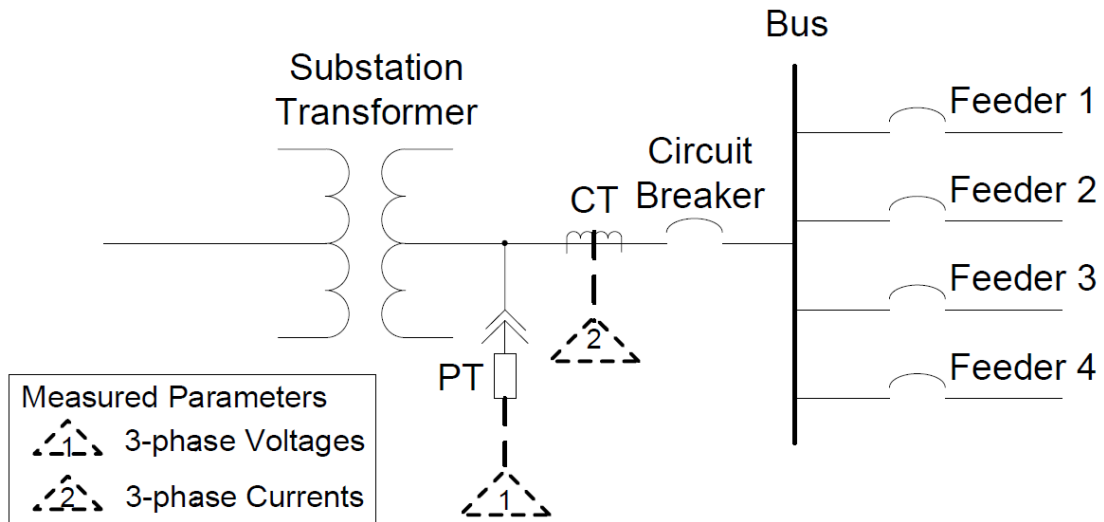 Bus
Substation
Transformer
Feeder 1
Circuit
Breaker
CT
Feeder 2
Feeder 3
2
PT
Feeder 4
Measured Parameters
1 3-phase Voltages
2 3-phase Currents
1